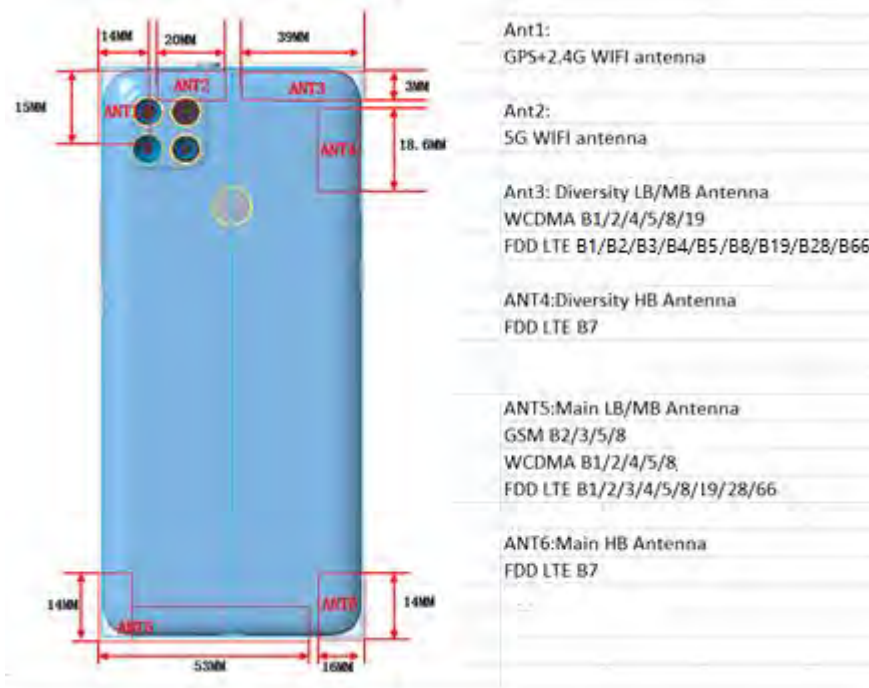 14MM
20MM
39MM
15MM
ANT1
ANT2
ANT3
3MM
ANT4
18.6MM
14MM
ANT5
ANT6
14MM
53MM
16MM
Ant1:
GPS+2.4G WIFI antenna
Ant2:
5G WIFI antenna
Ant3: Diversity LB/MB Antenna
WCDMA B1/2/4/5/8/19
FDD LTE B1/B2/B3/B4/B5/B8/B19/B28/B66
ANT4:Diversity HB Antenna
FDD LTE B7
ANT5:Main LB/MB Antenna
GSM B2/3/5/8
WCDMA B1/2/4/5/8
FDD LTE B1/2/3/4/5/8/19/28/66
ANT6:Main HB Antenna
FDD LTE B7